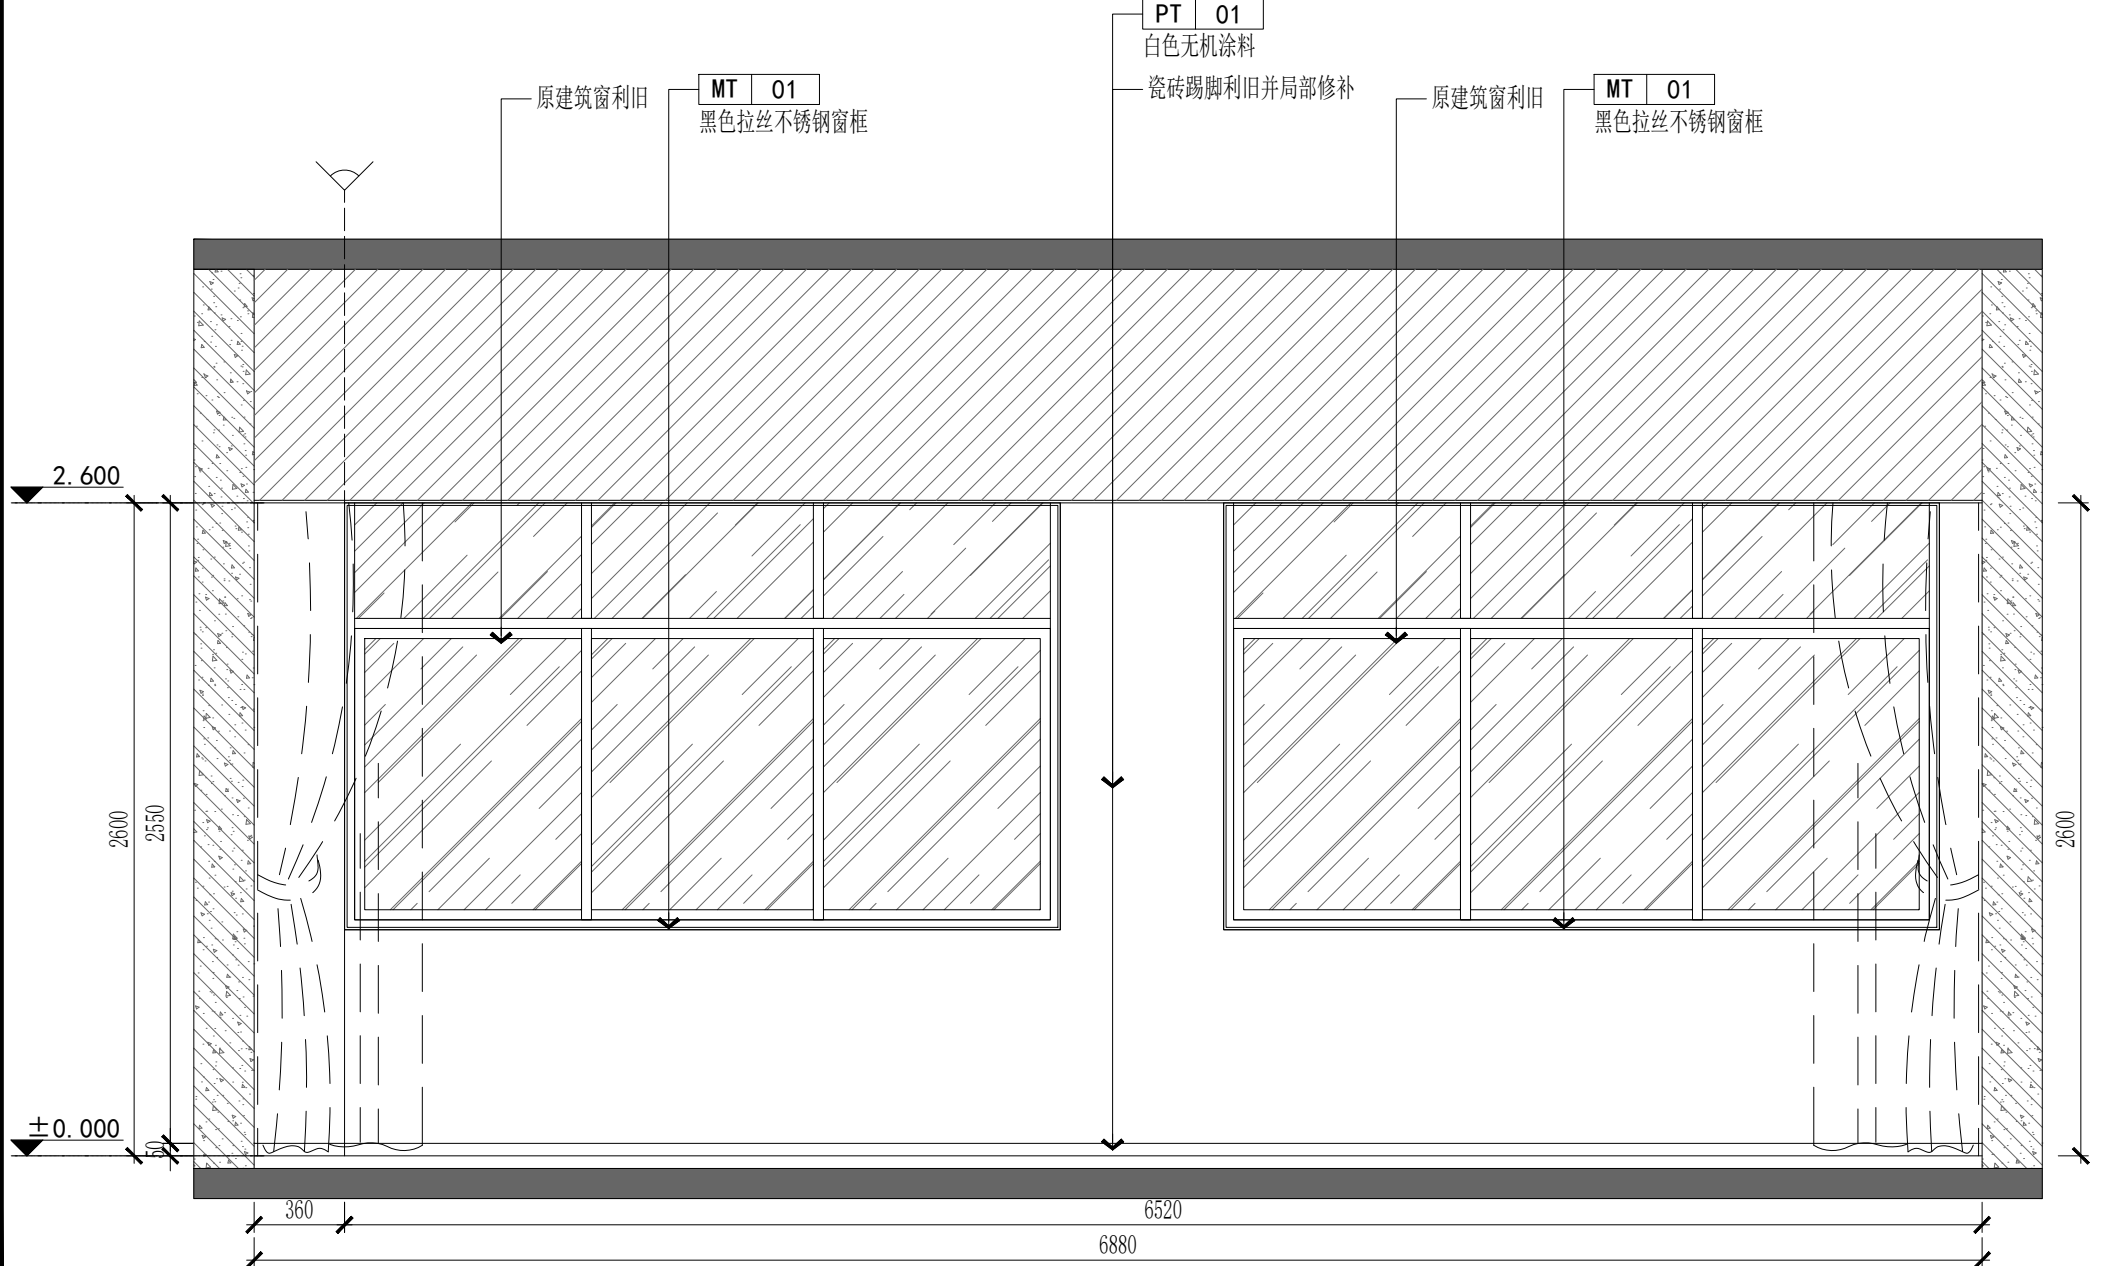 PT 01
白色无机涂料
瓷砖踢脚利旧并局部修补
原建筑窗利旧
MT 01
黑色拉丝不锈钢窗框
原建筑窗利旧
MT 01
黑色拉丝不锈钢窗框
2.600
2600
2550
2600
±0.000
50
360
6520
6880